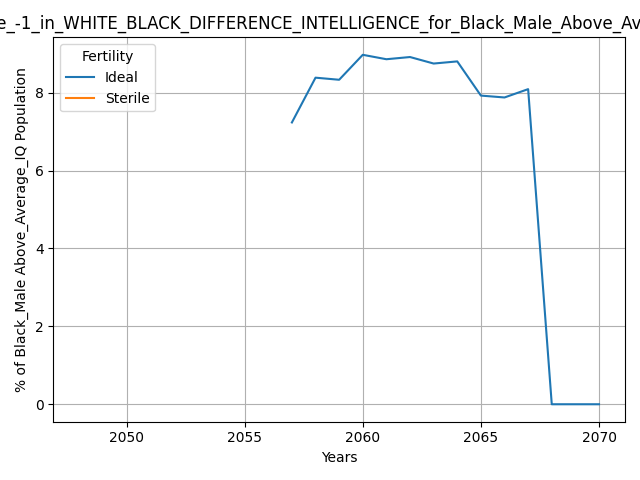 e_-1_in_WHITE_BLACK_DIFFERENCE_INTELLIGENCE_for_Black_Male_Above_Av
Fertility
Ideal
Sterile
% of Black_Male Above_Average_IQ Population
8
6
4
2
0
2050 2055 2060 2065 2070
Years